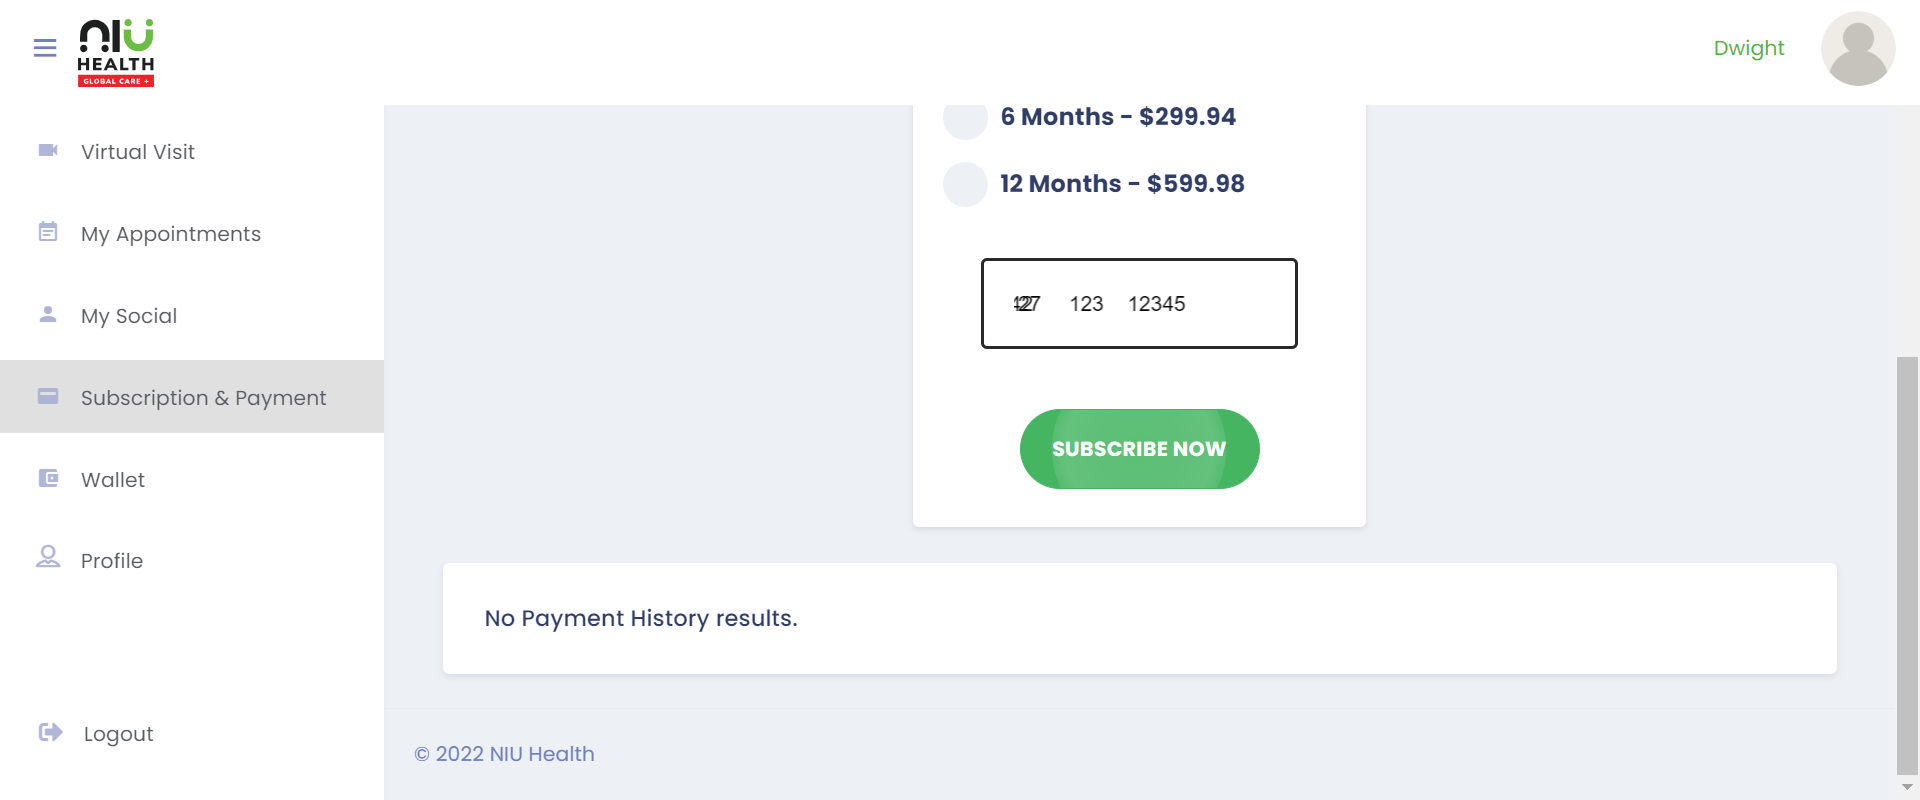 NIU
HEALTH
GLOBAL CARE +
Dwight
Virtual Visit
My Appointments
My Social
Subscription & Payment
Wallet
Profile
Logout
6 Months - $299.94
12 Months - $599.98
123 12345
SUBSCRIBE NOW
No Payment History results.
© 2022 NIU Health